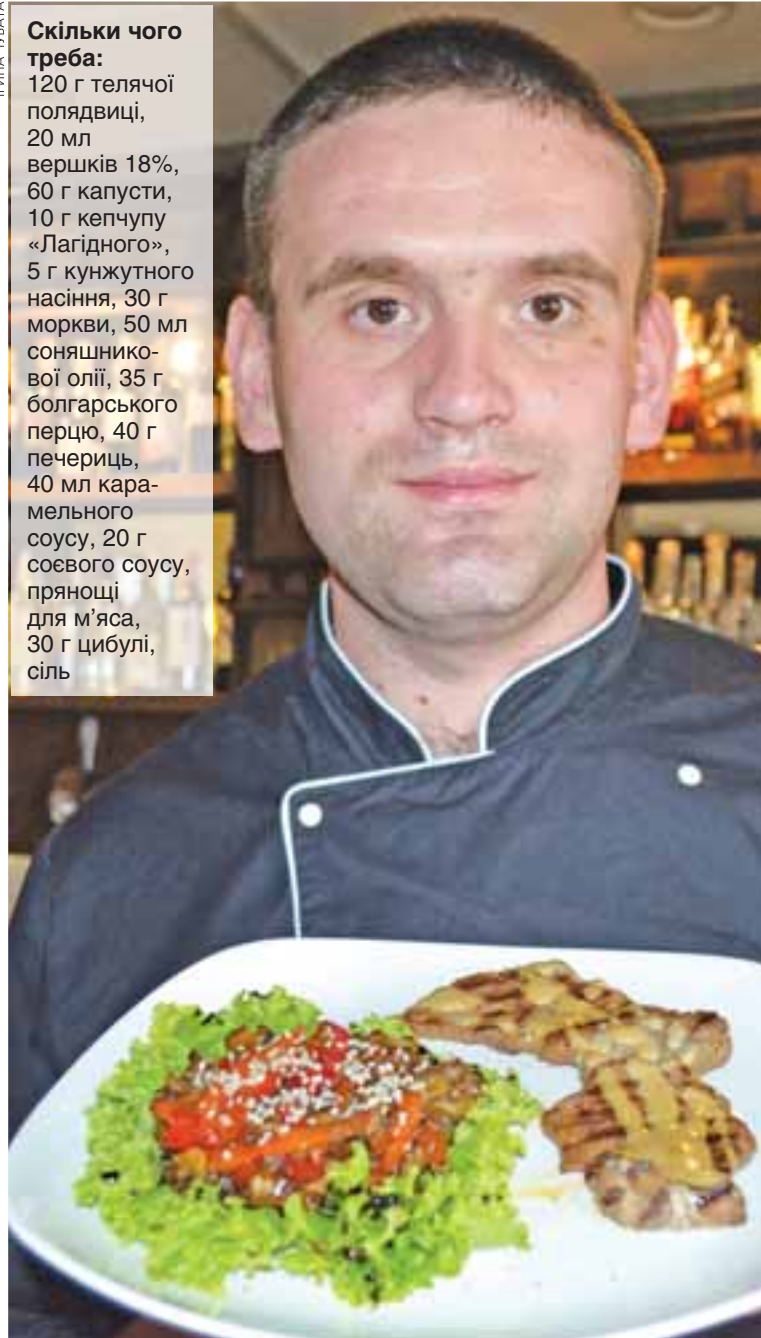 Скільки чого
треба:
120 г телячої
полядвиці,
20 мл
вершків 18%,
60 г капусти,
10 г кепчупу
«Лагідного»,
5 г кунжутного
насіння, 30 г
моркви, 50 мл
соняшнико-
вої олії, 35 г
болгарського
перцю, 40 г
печериць,
40 мл кара-
мельного
соусу, 20 г
соєвого соусу,
прянощі
для м’яса,
30 г цибулі,
сіль